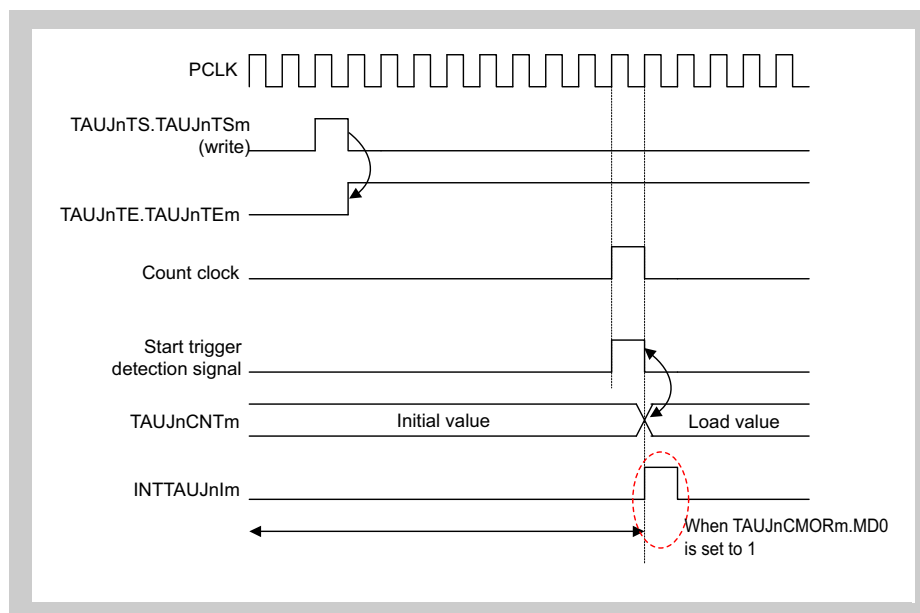 PCLK
TAUJnTS.TAUJnTSm
(write)
TAUJnTE.TAUJnTEm
Count clock
Start trigger
detection signal
TAUJnCNTm
Initial value
Load value
INTTAUJnIm
When TAUJnCMORm.MD0
is set to 1